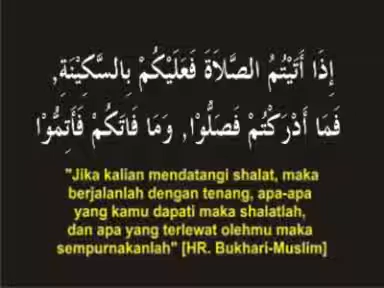 إِذَا أَتَيْتُمُ الصَّلاَةَ فَعَلَيْكُمْ بِالسَّكِيْنَةِ,
فَمَا أَدْرَكْتُمْ فَصَلُّوْا, وَمَا فَاتَكُمْ فَأَتِمُّوْا
"Jika kalian mendatangi shalat, maka
berjalanlah dengan tenang, apa-apa
yang kamu dapati maka shalatlah,
dan apa yang terlewat olehmu maka
sempurnakanlah" [HR. Bukhari-Muslim]